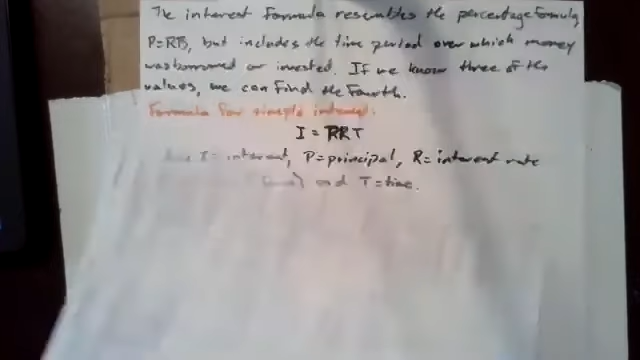 The interest formula resembles the percentage formula
P=RB, but includes the time period over which money
was borrowed or invested. If we know three of the
values, we can find the fourth.
Formula for simple interest:
I = PRT
I = interest, P=principal, R= interest rate
and T=time.